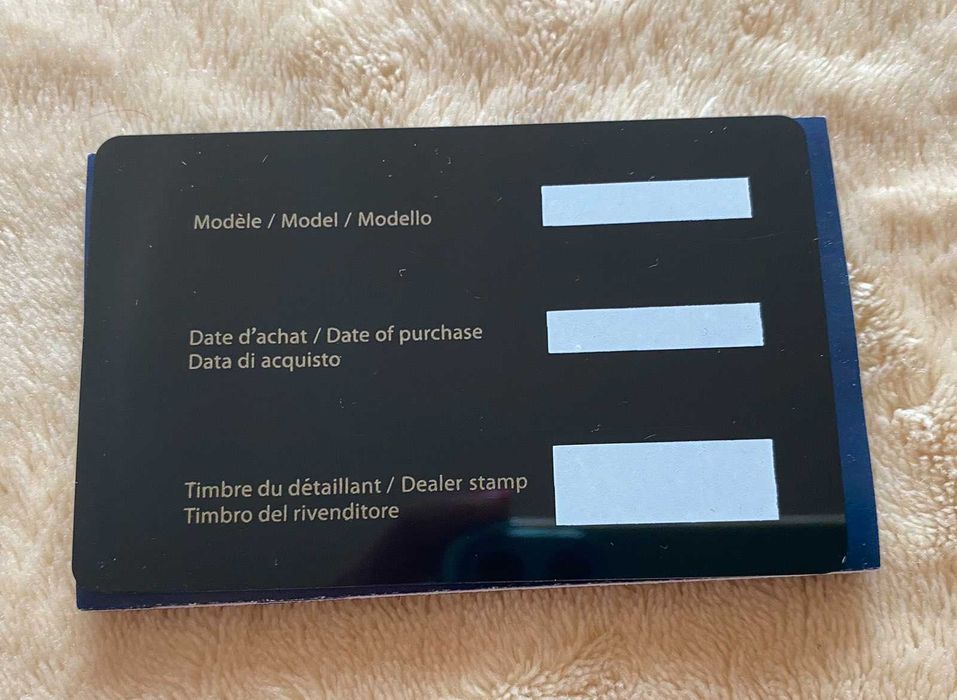 Modèle / Model / Modello
Date d'achat / Date of purchase
Data di acquisto
Timbre du détaillant / Dealer stamp
Timbro del rivenditore